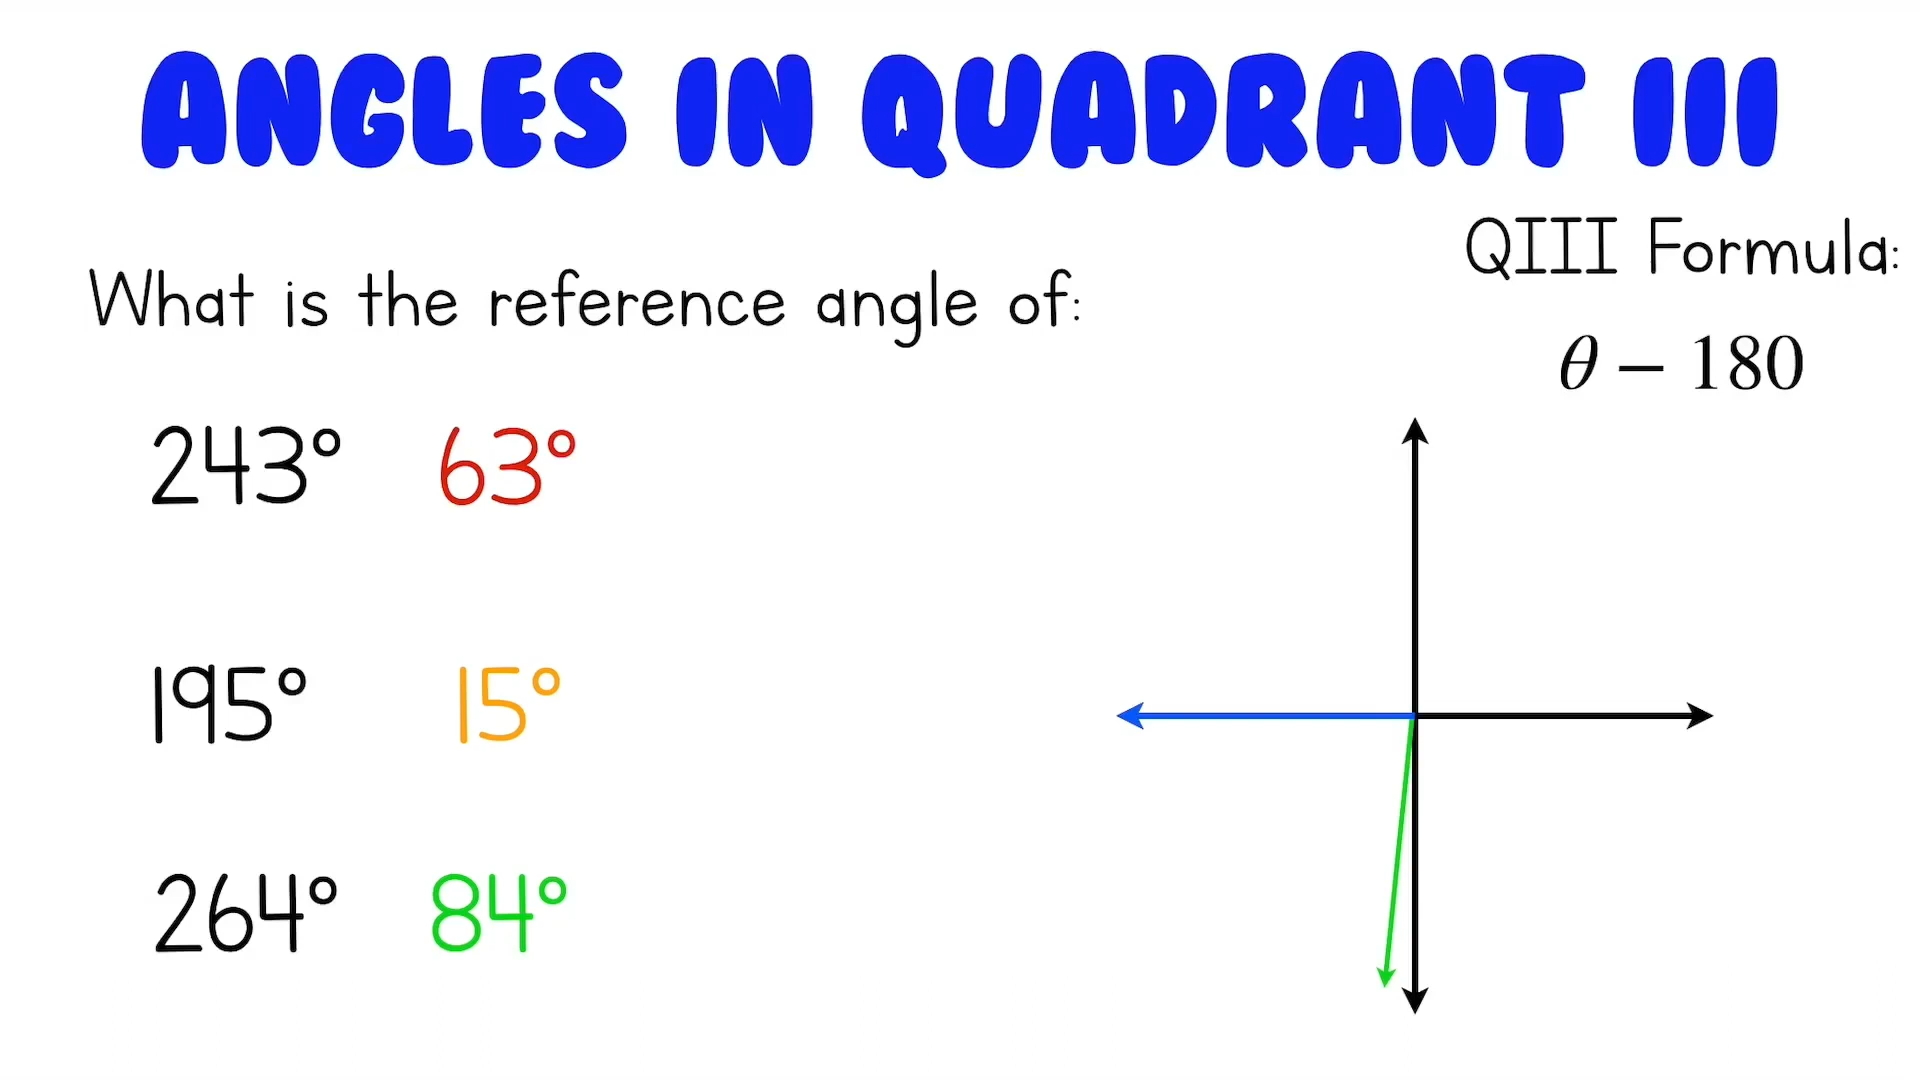 ANGLES IN QUADRANT III
QIII Formula:
θ − 180
What is the reference angle of:
243° 63°
195° 15°
264° 84°